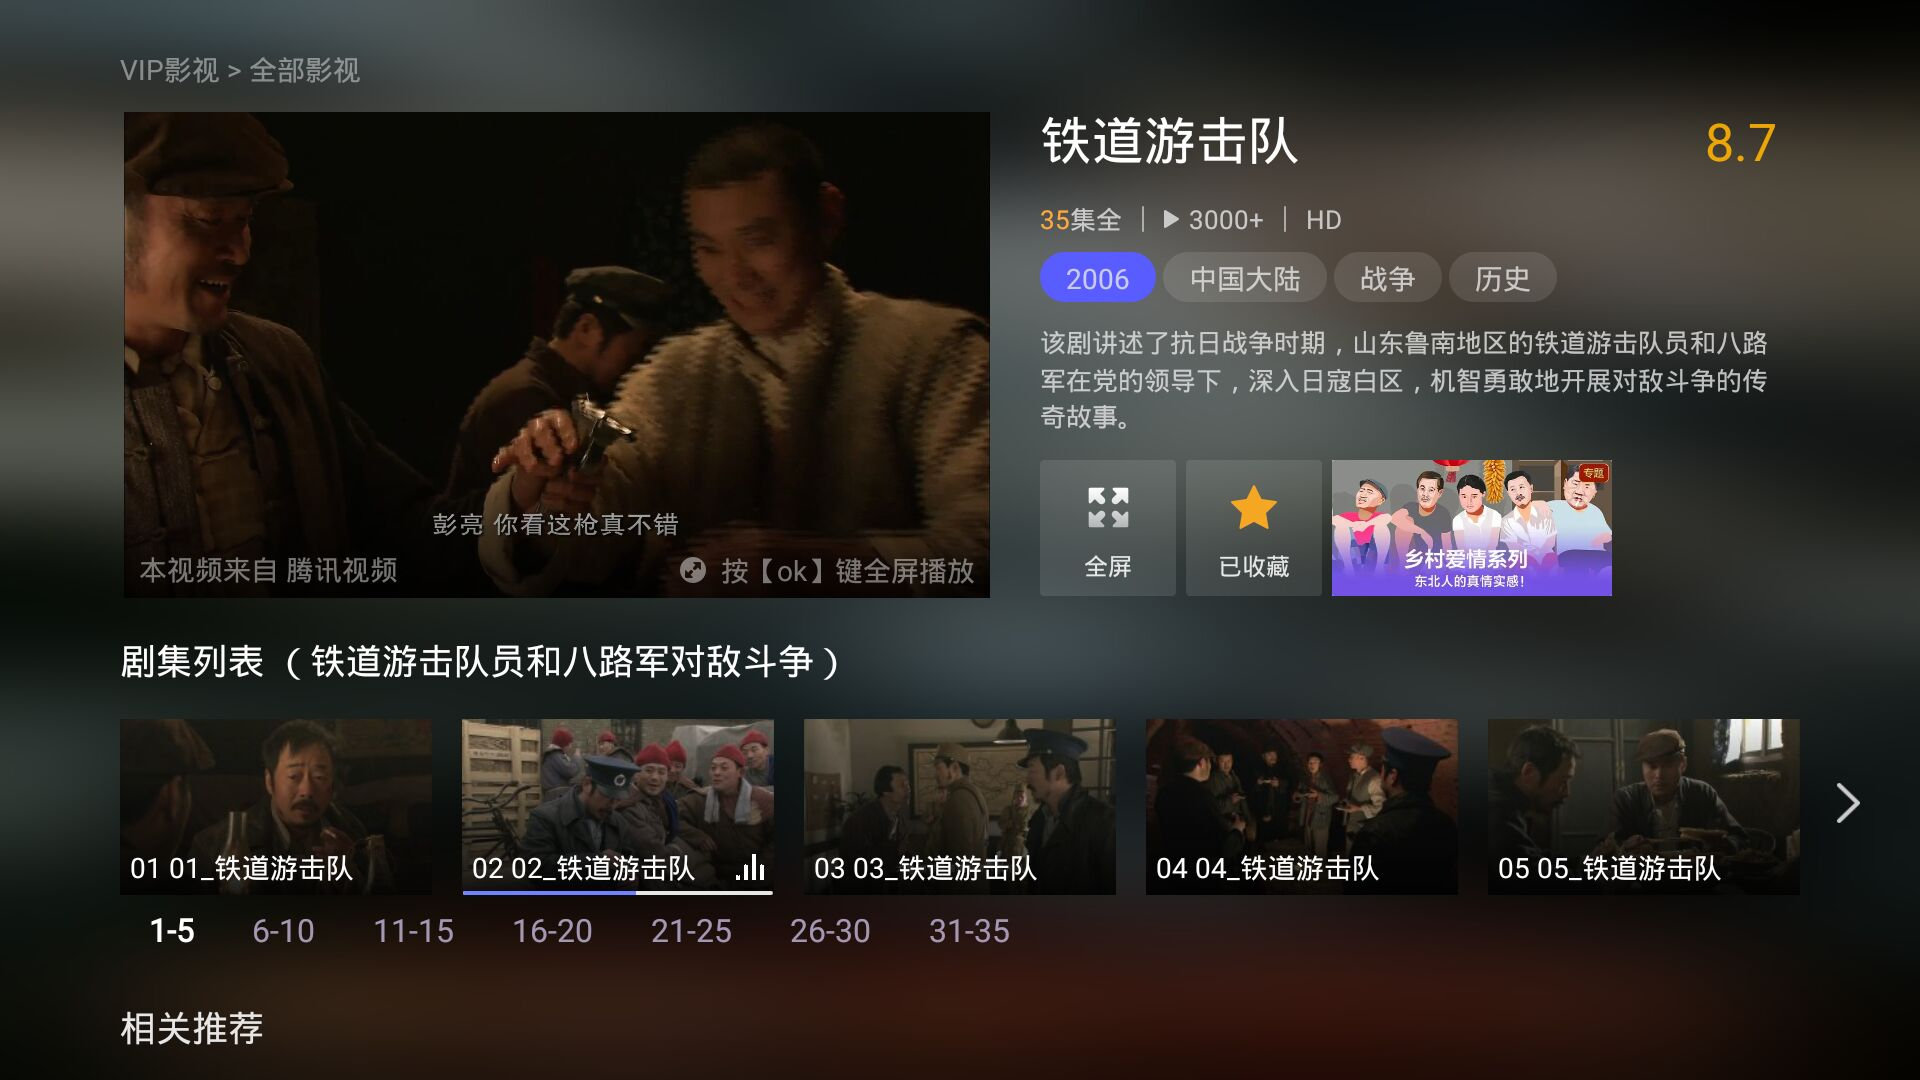 VIP影视 > 全部影视
彭亮 你看这枪真不错
本视频来自 腾讯视频
按【ok】键全屏播放
铁道游击队
8.7
35集全 | 3000+ | HD
2006 中国大陆 战争 历史
该剧讲述了抗日战争时期，山东鲁南地区的铁道游击队员和八路
军在党的领导下，深入日寇白区，机智勇敢地开展对敌斗争的传
奇故事。
全屏
已收藏
专题
乡村爱情系列
东北人的真情实感!
剧集列表 （铁道游击队员和八路军对敌斗争）
01 01_铁道游击队
02 02_铁道游击队
03 03_铁道游击队
04 04_铁道游击队
05 05_铁道游击队
1-5 6-10 11-15 16-20 21-25 26-30 31-35
相关推荐